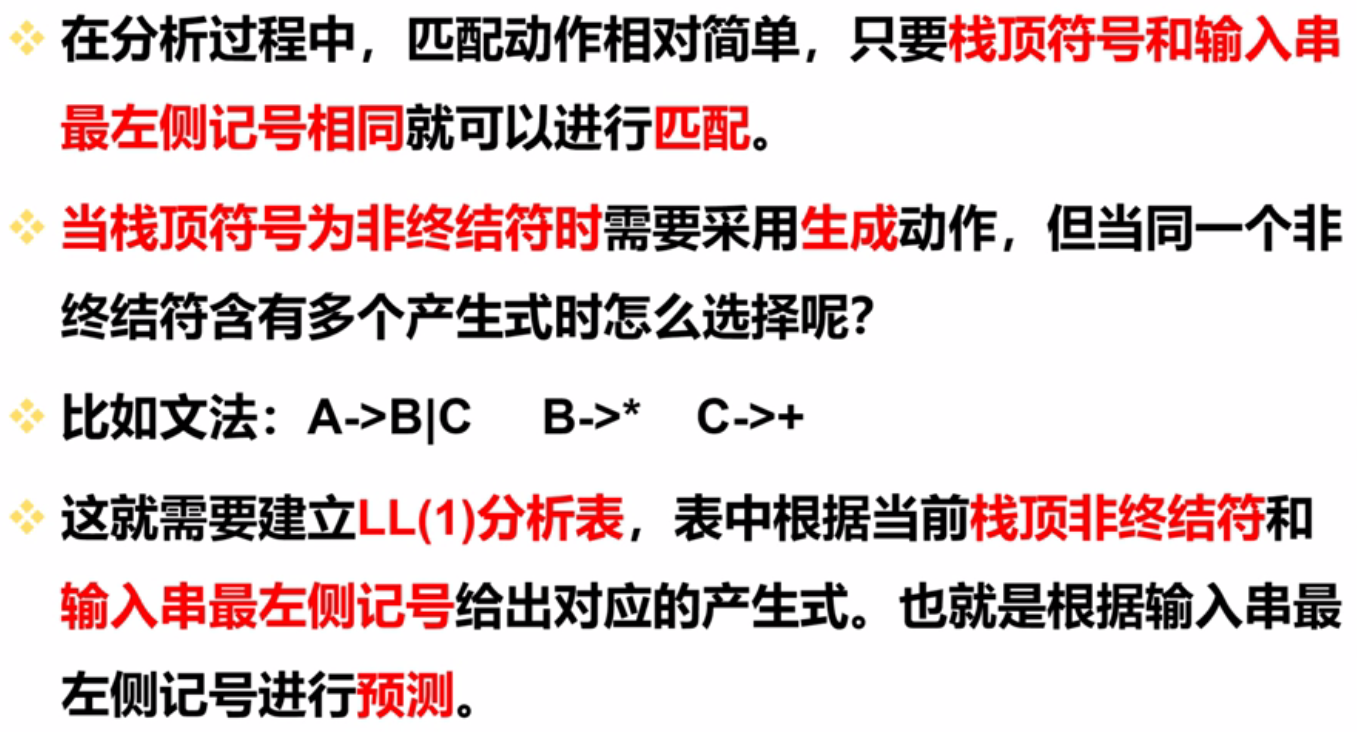 在分析过程中，匹配动作相对简单，只要栈顶符号和输入串
最左侧记号相同就可以进行匹配。
当栈顶符号为非终结符时需要采用生成动作，但当同一个非
终结符含有多个产生式时怎么选择呢？
比如文法：A->B|C B->* C->+
这就需要建立LL(1)分析表，表中根据当前栈顶非终结符和
输入串最左侧记号给出对应的产生式。也就是根据输入串最
左侧记号进行预测。